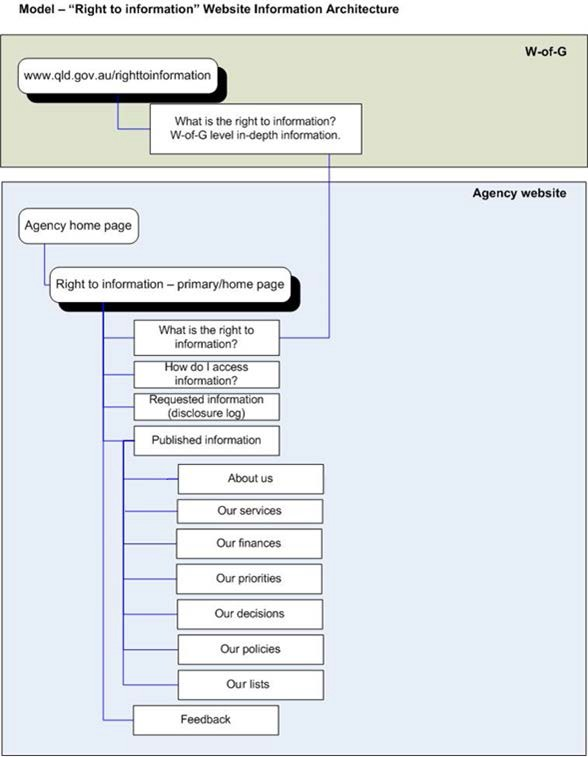 Model – “Right to information” Website Information Architecture
W-of-G
www.qld.gov.au/righttoinformation
What is the right to information?
W-of-G level in-depth information.
Agency website
Agency home page
Right to information – primary/home page
What is the right to
information?
How do I access
information?
Requested information
(disclosure log)
Published information
About us
Our services
Our finances
Our priorities
Our decisions
Our policies
Our lists
Feedback